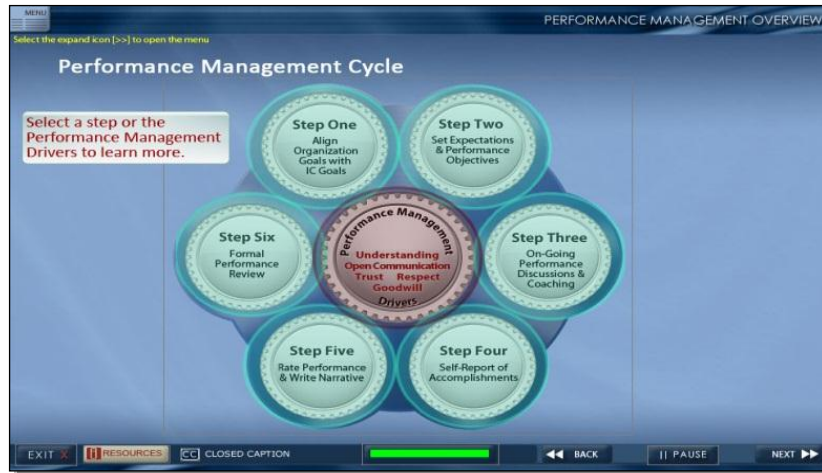 MENU
PERFORMANCE MANAGEMENT OVERVIEW
Select the expand icon [>>] to open the menu
Performance Management Cycle
Select a step or the
Performance Management
Drivers to learn more.
Step One
Align
Organization
Goals with
IC Goals
Step Two
Set Expectations
& Performance
Objectives
Step Six
Formal
Performance
Review
Performance Management
Understanding
Open Communication
Trust Respect
Goodwill
Drivers
Step Three
On-Going
Performance
Discussions &
Coaching
Step Five
Rate Performance
& Write Narrative
Step Four
Self-Report of
Accomplishments
EXIT X
RESOURCES
CC CLOSED CAPTION
BACK
PAUSE
NEXT